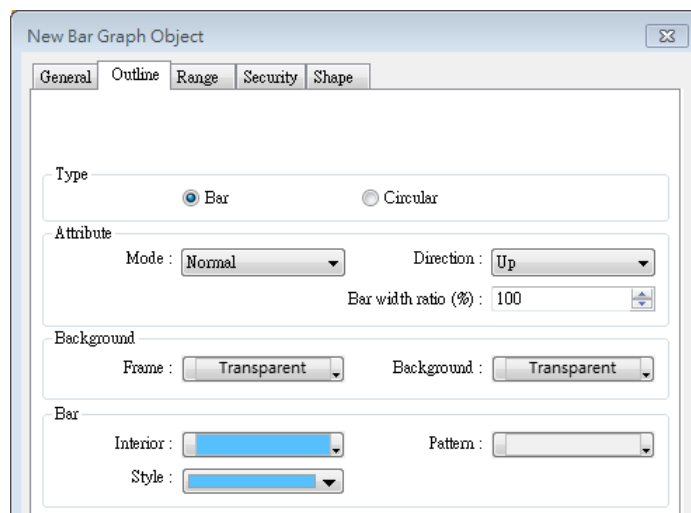 New Bar Graph Object
General Outline Range Security Shape
Type
Bar Circular
Attribute
Mode : Normal Direction : Up
Bar width ratio (%) : 100
Background
Frame : Transparent Background : Transparent
Bar
Interior : Pattern :
Style :